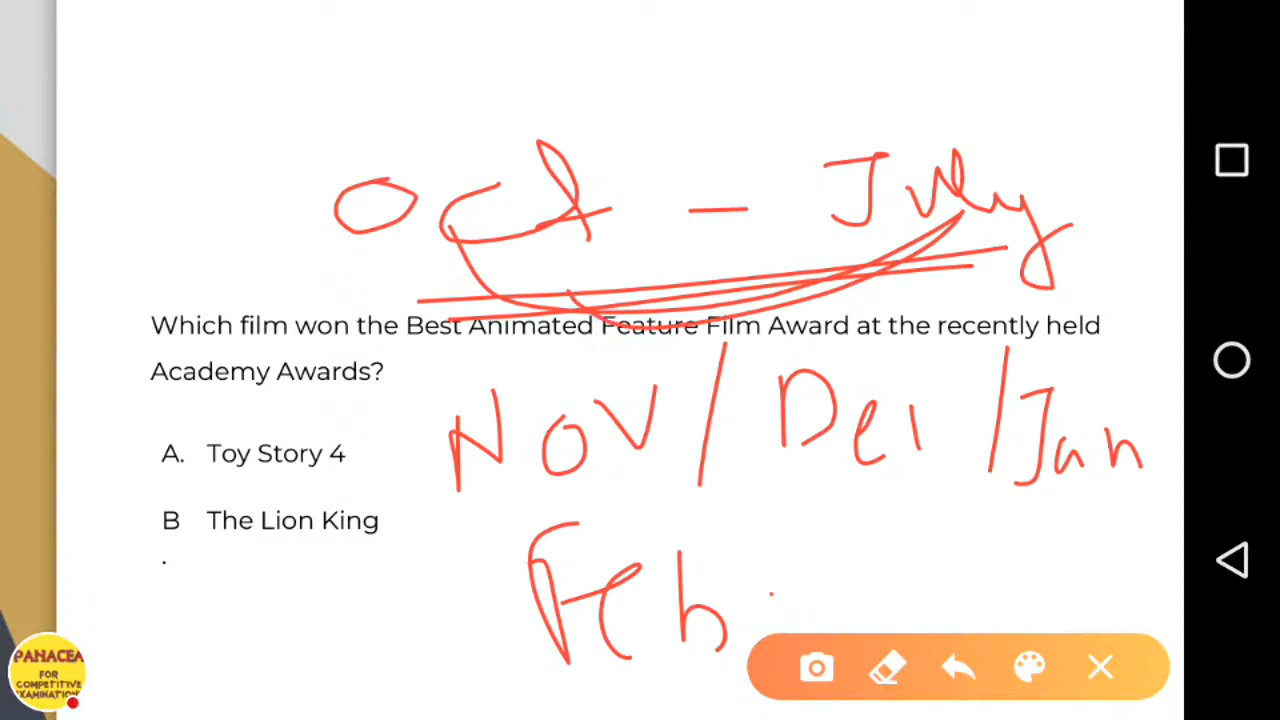 Oct - July
Which film won the Best Animated Feature Film Award at the recently held
Academy Awards?
NOV / Dec / Jan
A. Toy Story 4
B The Lion King
.
Feb
PANACEA
FOR
COMPETITIVE
EXAMINATION